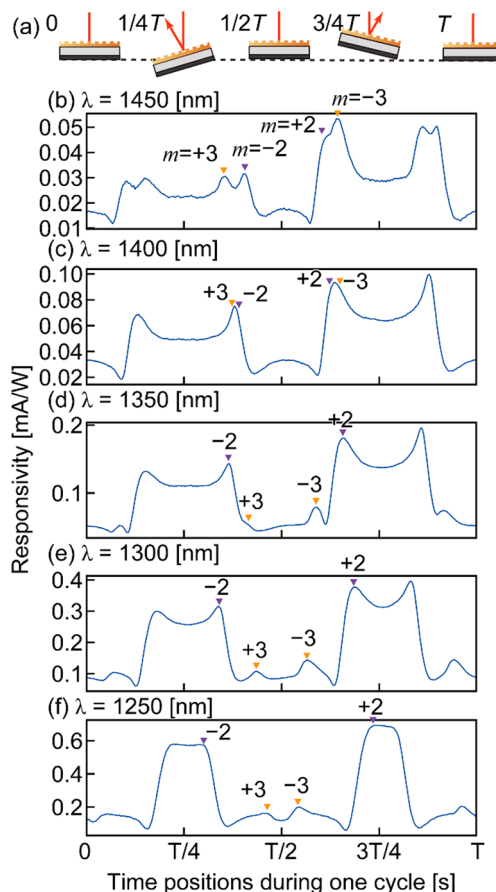 (a) 0 1/4T 1/2T 3/4T T
(b) λ = 1450 [nm]
m=−3
m=+2
m=+3 m=−2
0.05
0.04
0.03
0.02
0.01
(c) λ = 1400 [nm]
0.10
+3 −2 +2 −3
0.08
0.06
0.04
0.02
(d) λ = 1350 [nm]
+2
0.2
−2
−3
+3
0.1
(e) λ = 1300 [nm]
+2
0.4
−2
0.3
+3 −3
0.2
0.1
(f) λ = 1250 [nm]
+2
−2
0.6
0.4
+3 −3
0.2
0 T/4 T/2 3T/4 T
Time positions during one cycle [s]
Responsivity [mA/W]